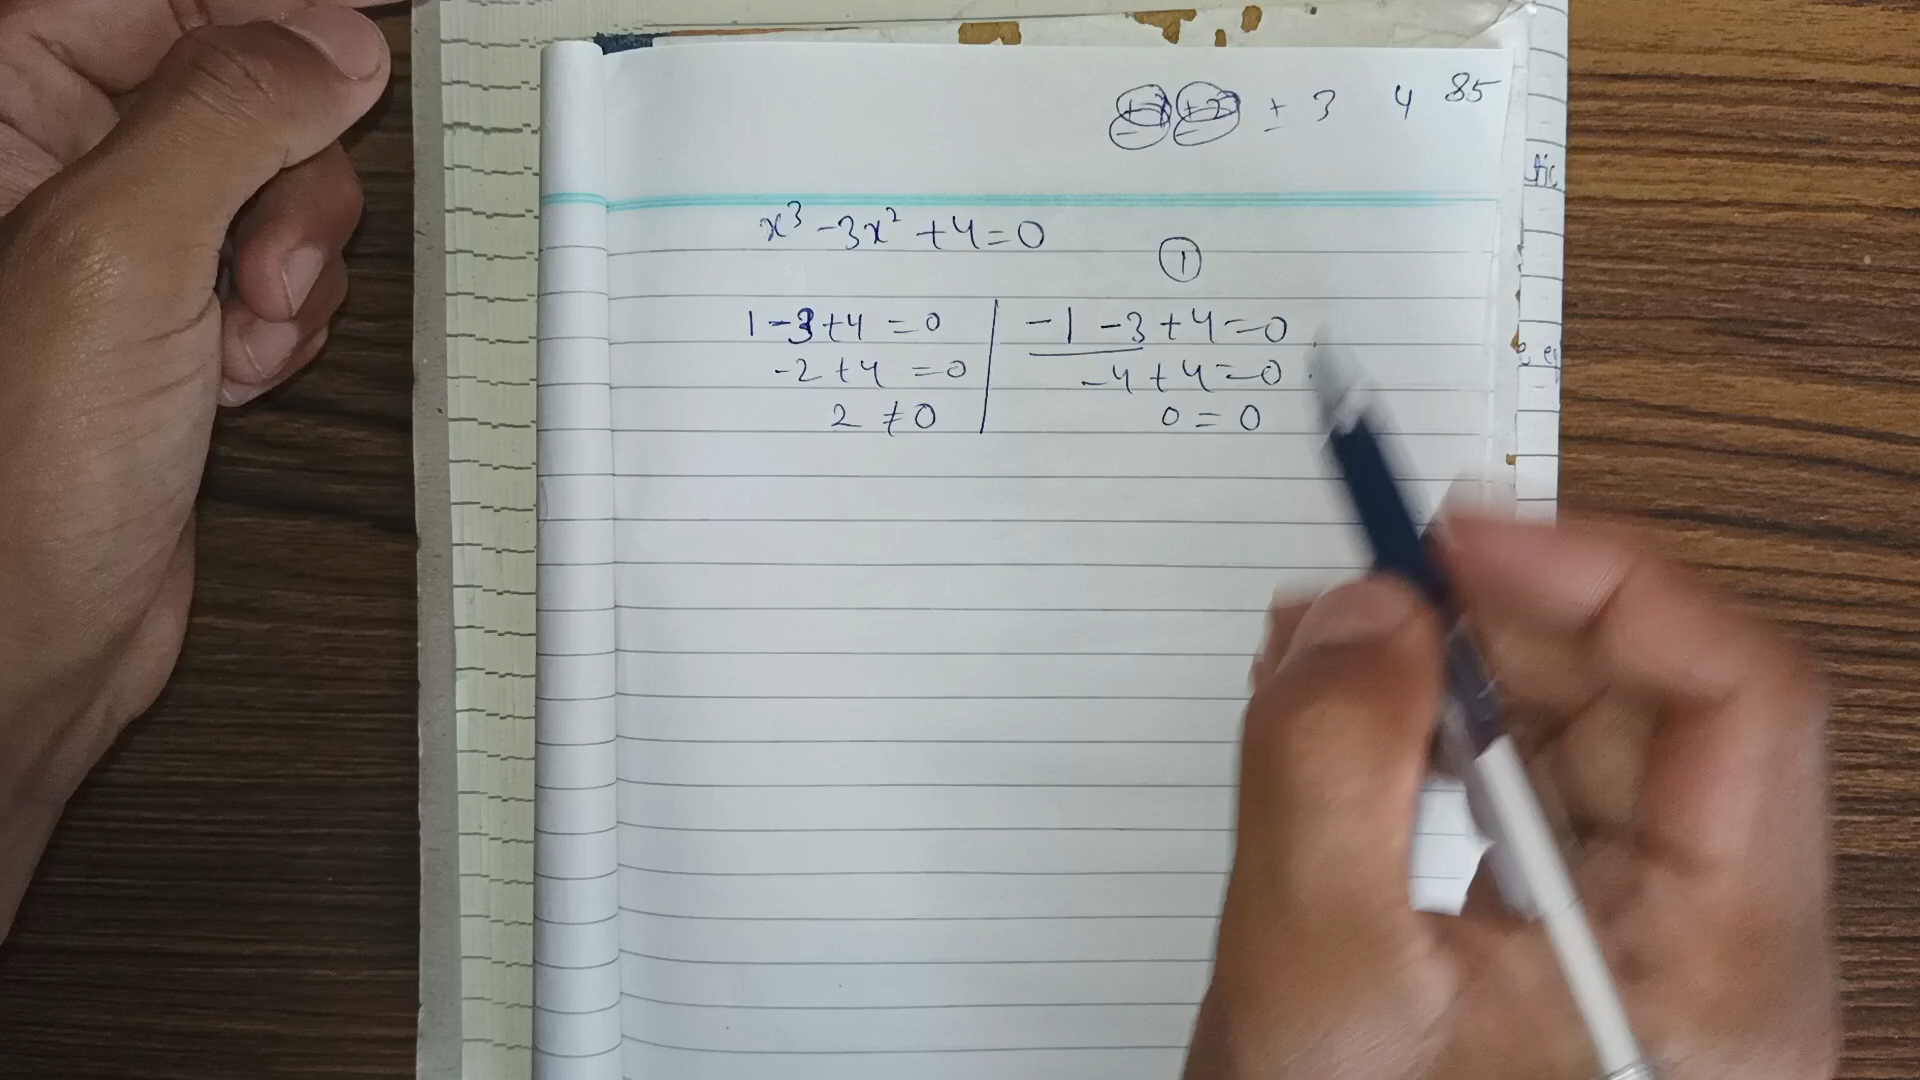 ± 3 4 85
x³ - 3x² + 4 = 0
①
1 - 3 + 4 = 0
-2 + 4 = 0
2 ≠ 0
-1 - 3 + 4 = 0
-4 + 4 = 0
0 = 0
tic